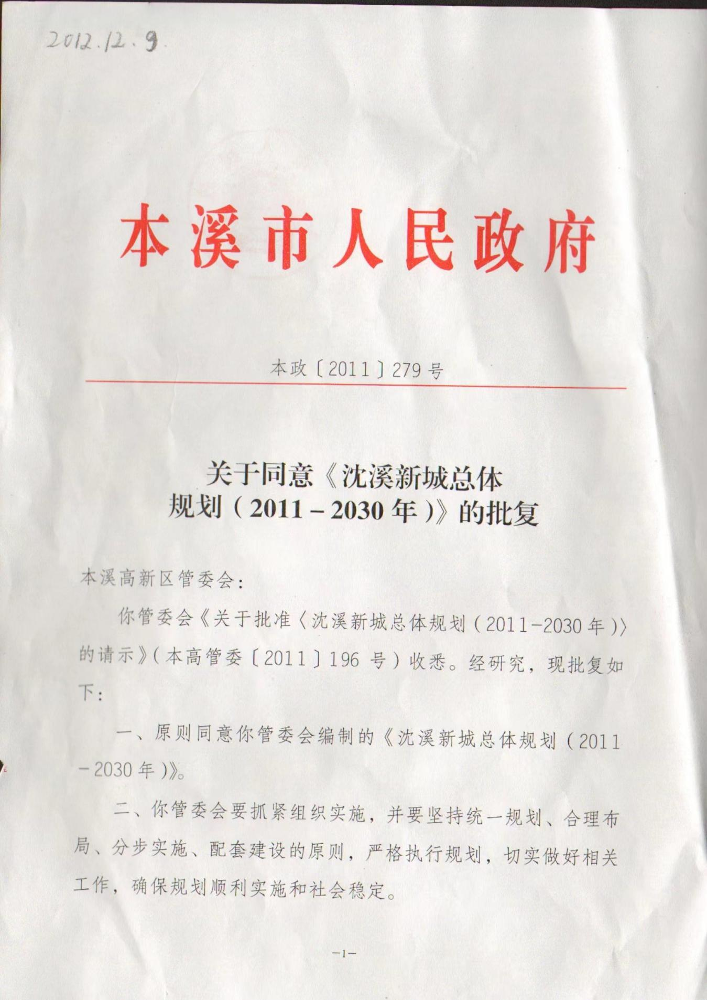 2012.12.9.
本溪市人民政府
本政〔2011〕279号
关于同意《沈溪新城总体
规划（2011－2030年）》的批复
本溪高新区管委会：
你管委会《关于批准〈沈溪新城总体规划（2011-2030年）〉
的请示》（本高管委〔2011〕196 号）收悉。经研究，现批复如
下：
一、原则同意你管委会编制的《沈溪新城总体规划（2011
-2030年）》。
二、你管委会要抓紧组织实施，并要坚持统一规划、合理布
局、分步实施、配套建设的原则，严格执行规划，切实做好相关
工作，确保规划顺利实施和社会稳定。
—1—